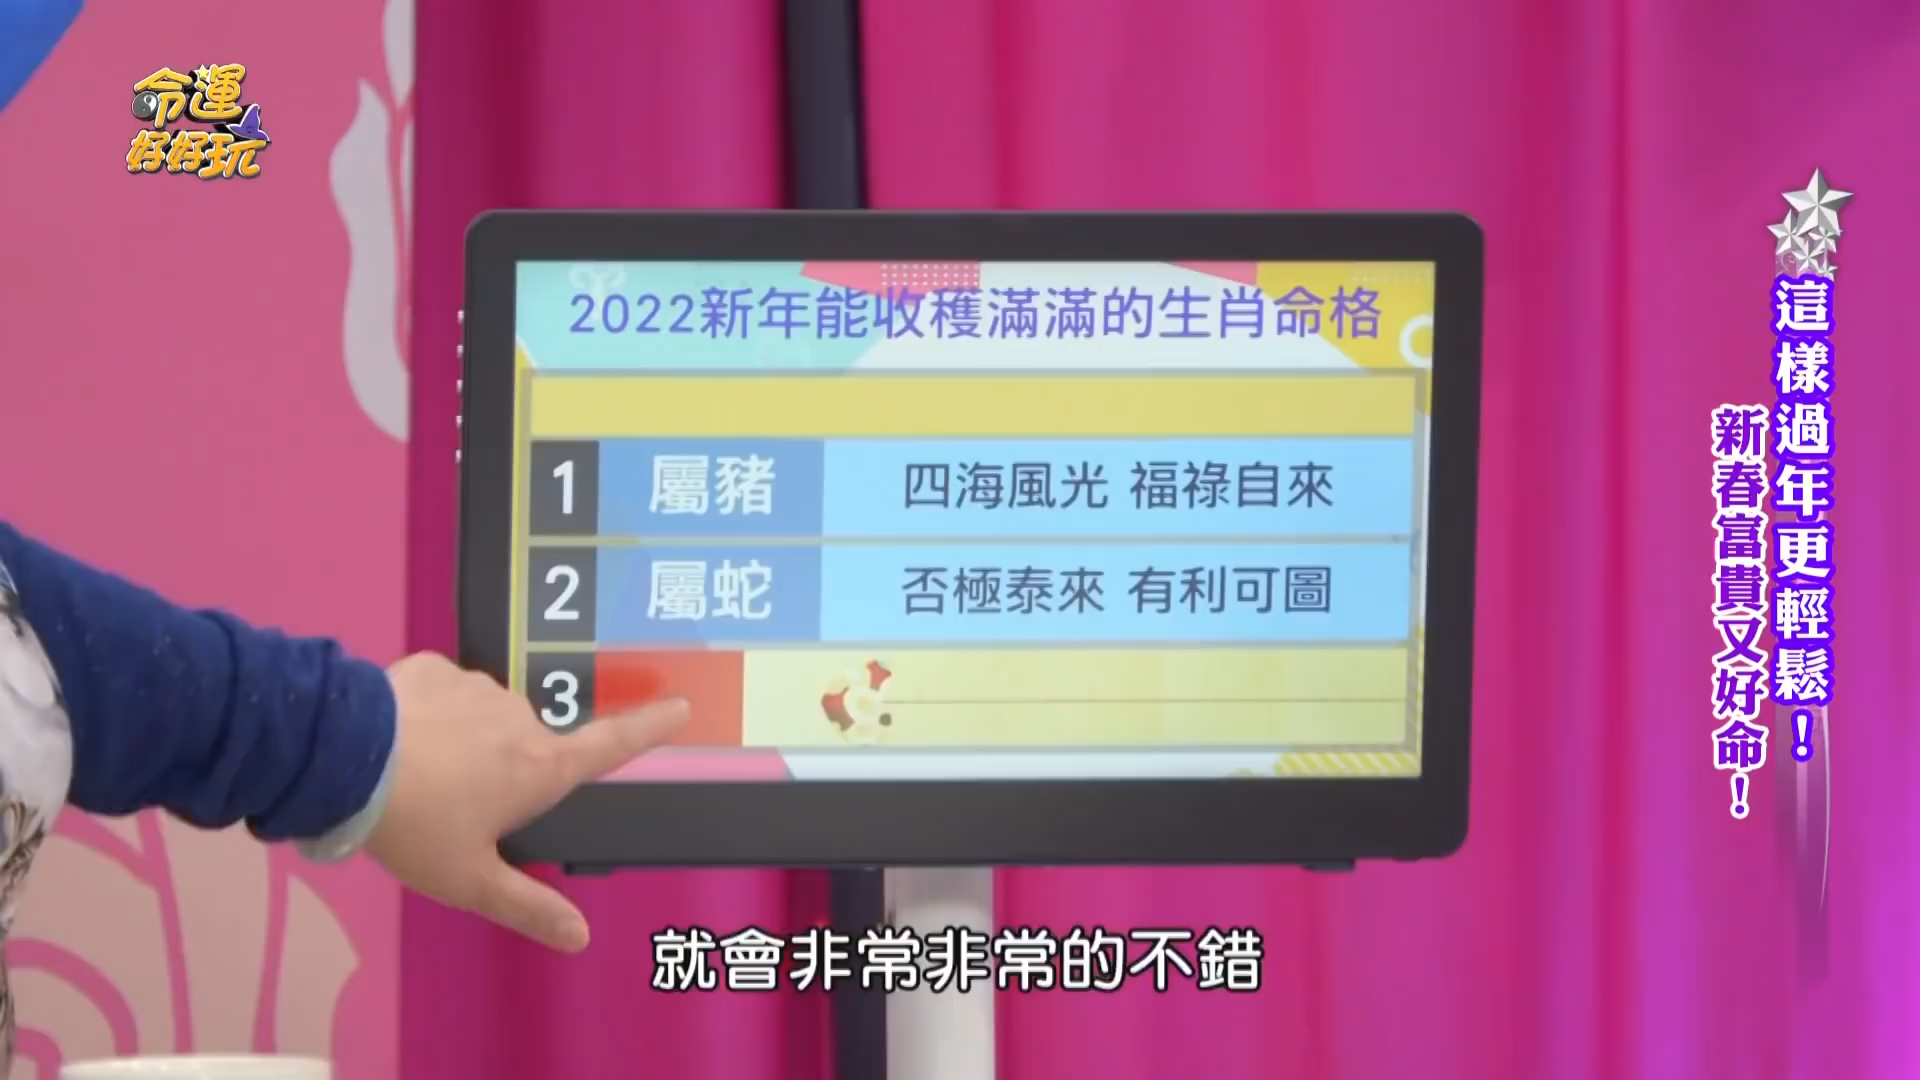 命運
好好玩
2022新年能收穫滿滿的生肖命格
1 屬豬 四海風光 福祿自來
2 屬蛇 否極泰來 有利可圖
3
這樣過年更輕鬆！
新春富貴又好命！
就會非常非常的不錯